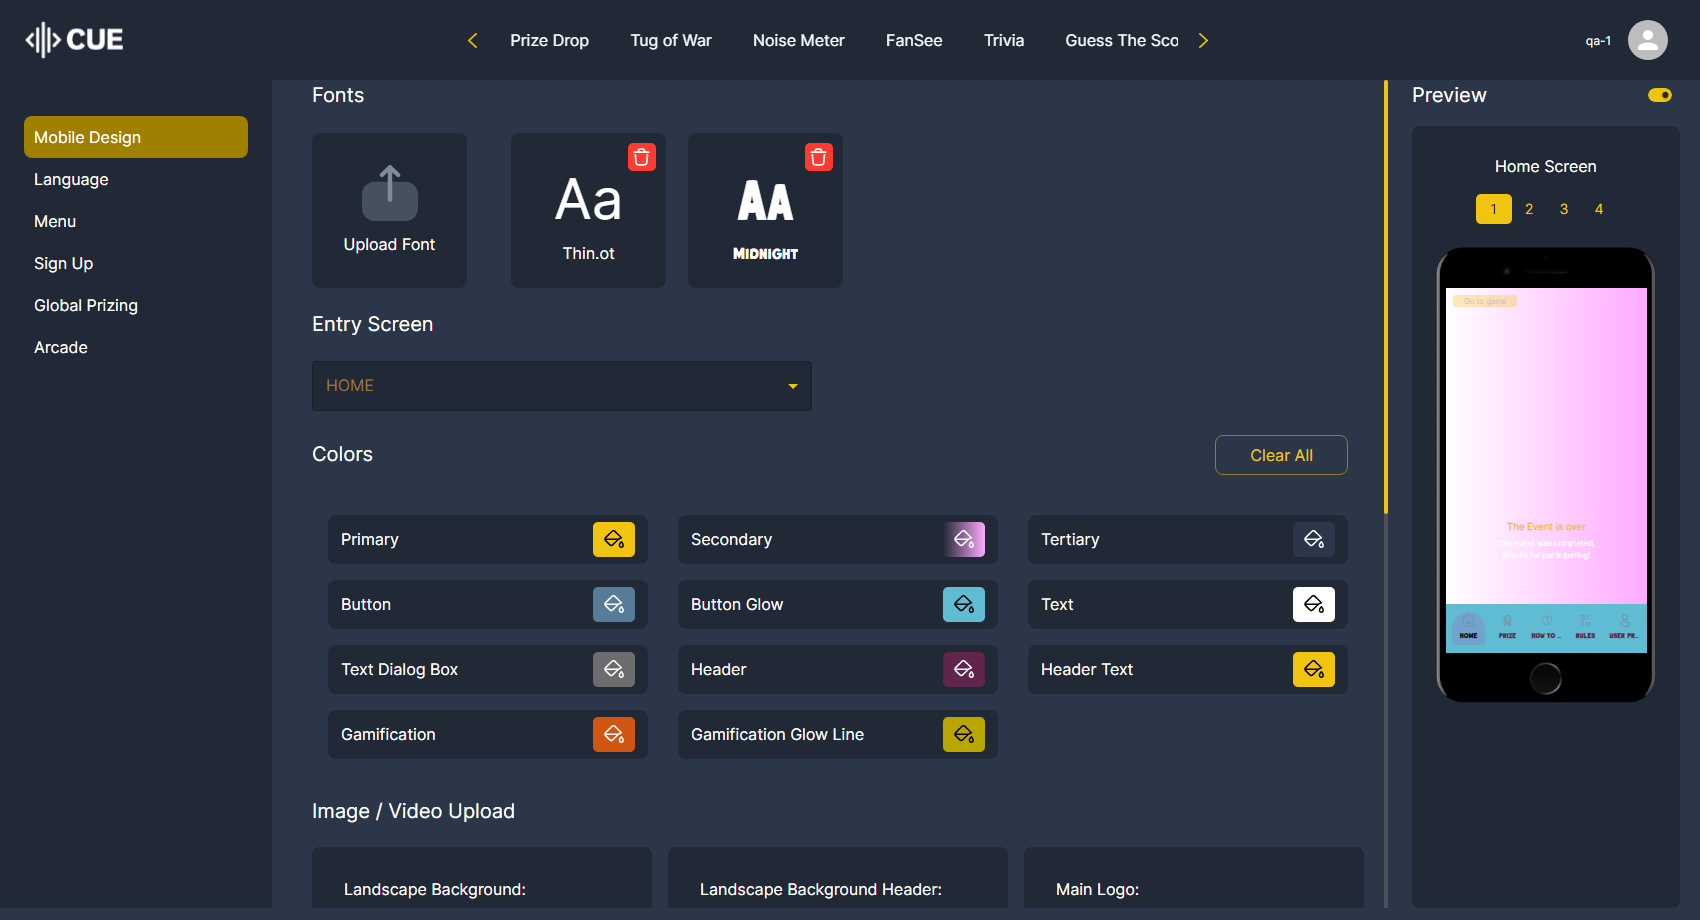 CUE
Prize Drop
Tug of War
Noise Meter
FanSee
Trivia
Guess The Sco
qa-1
Mobile Design
Language
Menu
Sign Up
Global Prizing
Arcade
Fonts
Upload Font
Aa
Thin.ot
AA
MIDNIGHT
Entry Screen
HOME
Colors
Clear All
Primary
Secondary
Tertiary
Button
Button Glow
Text
Text Dialog Box
Header
Header Text
Gamification
Gamification Glow Line
Image / Video Upload
Landscape Background:
Landscape Background Header:
Main Logo:
Preview
Home Screen
1 2 3 4
Go to game
The Event is over
The event was completed,
thanks for participating!
HOME
PRIZE
HOW TO ...
RULES
USER PR...